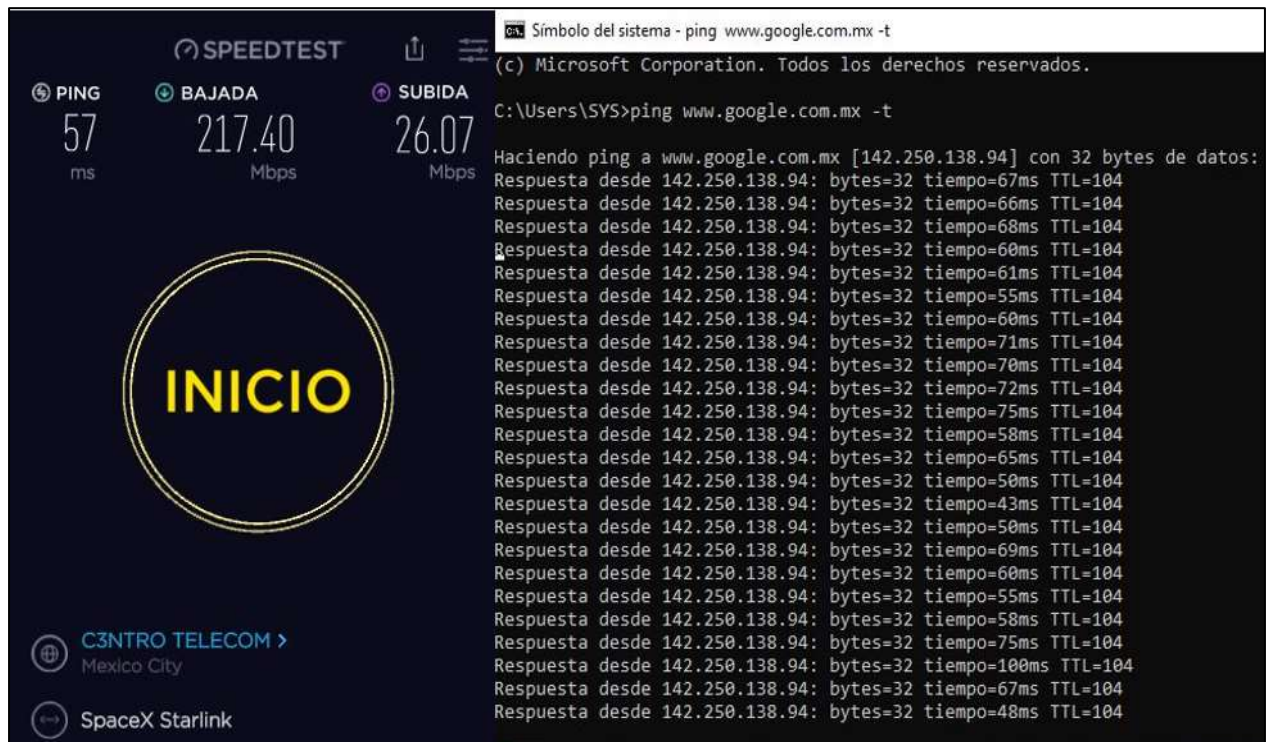 SPEEDTEST
PING BAJADA SUBIDA
57 217.40 26.07
ms Mbps Mbps
INICIO
C3NTRO TELECOM >
Mexico City
SpaceX Starlink
Símbolo del sistema - ping www.google.com.mx -t
(c) Microsoft Corporation. Todos los derechos reservados.
C:\Users\SYS>ping www.google.com.mx -t
Haciendo ping a www.google.com.mx [142.250.138.94] con 32 bytes de datos:
Respuesta desde 142.250.138.94: bytes=32 tiempo=67ms TTL=104
Respuesta desde 142.250.138.94: bytes=32 tiempo=66ms TTL=104
Respuesta desde 142.250.138.94: bytes=32 tiempo=68ms TTL=104
Respuesta desde 142.250.138.94: bytes=32 tiempo=60ms TTL=104
Respuesta desde 142.250.138.94: bytes=32 tiempo=61ms TTL=104
Respuesta desde 142.250.138.94: bytes=32 tiempo=55ms TTL=104
Respuesta desde 142.250.138.94: bytes=32 tiempo=60ms TTL=104
Respuesta desde 142.250.138.94: bytes=32 tiempo=71ms TTL=104
Respuesta desde 142.250.138.94: bytes=32 tiempo=70ms TTL=104
Respuesta desde 142.250.138.94: bytes=32 tiempo=72ms TTL=104
Respuesta desde 142.250.138.94: bytes=32 tiempo=75ms TTL=104
Respuesta desde 142.250.138.94: bytes=32 tiempo=58ms TTL=104
Respuesta desde 142.250.138.94: bytes=32 tiempo=65ms TTL=104
Respuesta desde 142.250.138.94: bytes=32 tiempo=50ms TTL=104
Respuesta desde 142.250.138.94: bytes=32 tiempo=43ms TTL=104
Respuesta desde 142.250.138.94: bytes=32 tiempo=50ms TTL=104
Respuesta desde 142.250.138.94: bytes=32 tiempo=69ms TTL=104
Respuesta desde 142.250.138.94: bytes=32 tiempo=60ms TTL=104
Respuesta desde 142.250.138.94: bytes=32 tiempo=55ms TTL=104
Respuesta desde 142.250.138.94: bytes=32 tiempo=58ms TTL=104
Respuesta desde 142.250.138.94: bytes=32 tiempo=75ms TTL=104
Respuesta desde 142.250.138.94: bytes=32 tiempo=100ms TTL=104
Respuesta desde 142.250.138.94: bytes=32 tiempo=67ms TTL=104
Respuesta desde 142.250.138.94: bytes=32 tiempo=48ms TTL=104